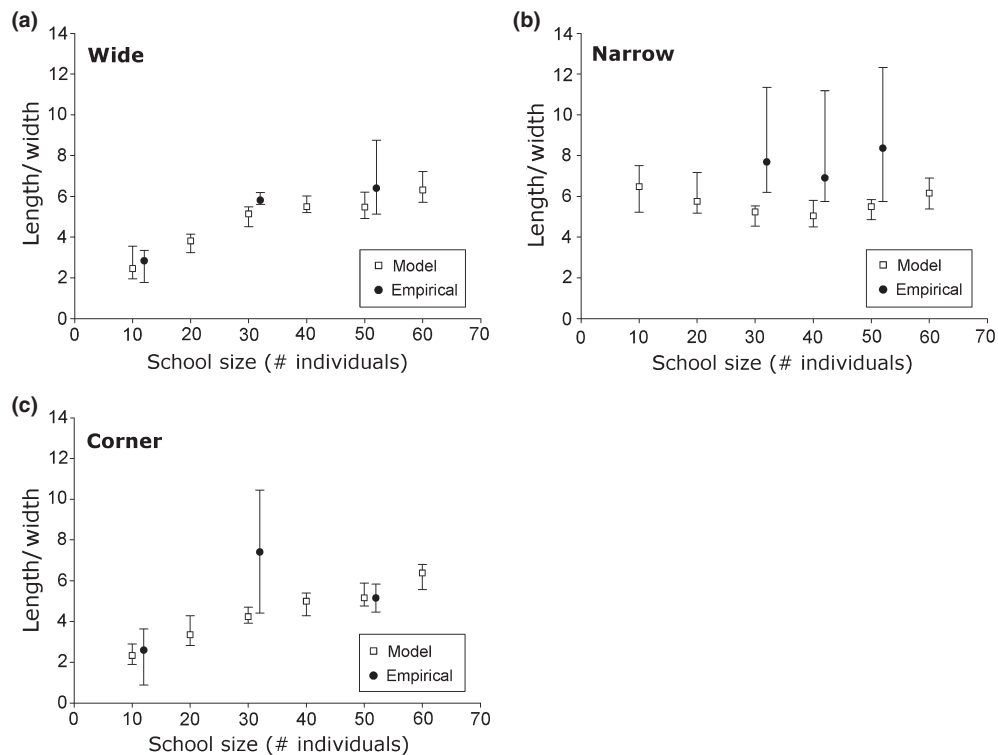 (a)
14
12
10
8
6
4
2
0
Length/width
Wide
Model
Empirical
0 10 20 30 40 50 60 70
School size (# individuals)
(b)
14
12
10
8
6
4
2
0
Length/width
Narrow
Model
Empirical
0 10 20 30 40 50 60 70
School size (# individuals)
(c)
14
12
10
8
6
4
2
0
Length/width
Corner
Model
Empirical
0 10 20 30 40 50 60 70
School size (# individuals)